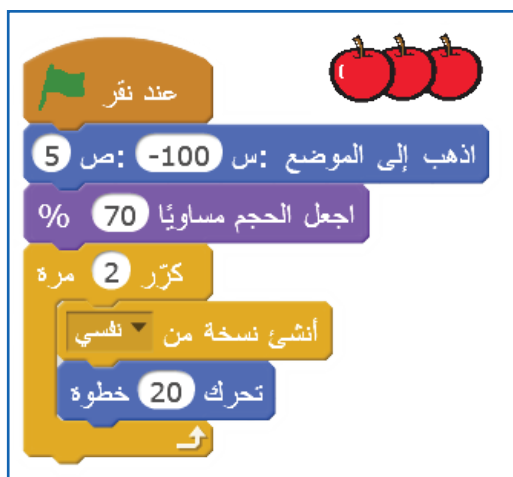 عند نقر
اذهب إلى الموضع :س -100 :ص 5
اجعل الحجم مساويًا 70 %
كرّر 2 مرة
أنشئ نسخة من نفسي
تحرك 20 خطوة